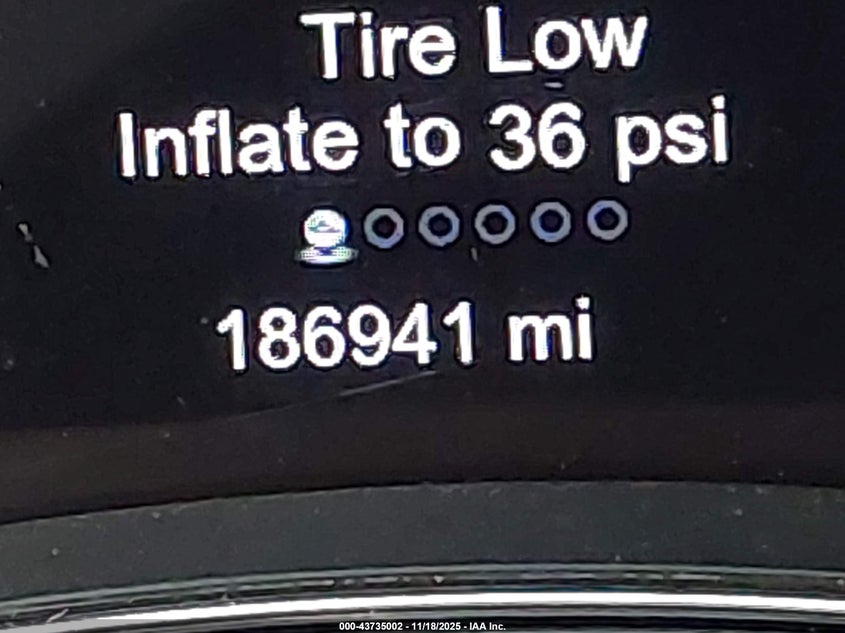 Tire Low
Inflate to 36 psi
186941 mi
000-43735002 - 11/18/2025 - IAA Inc.